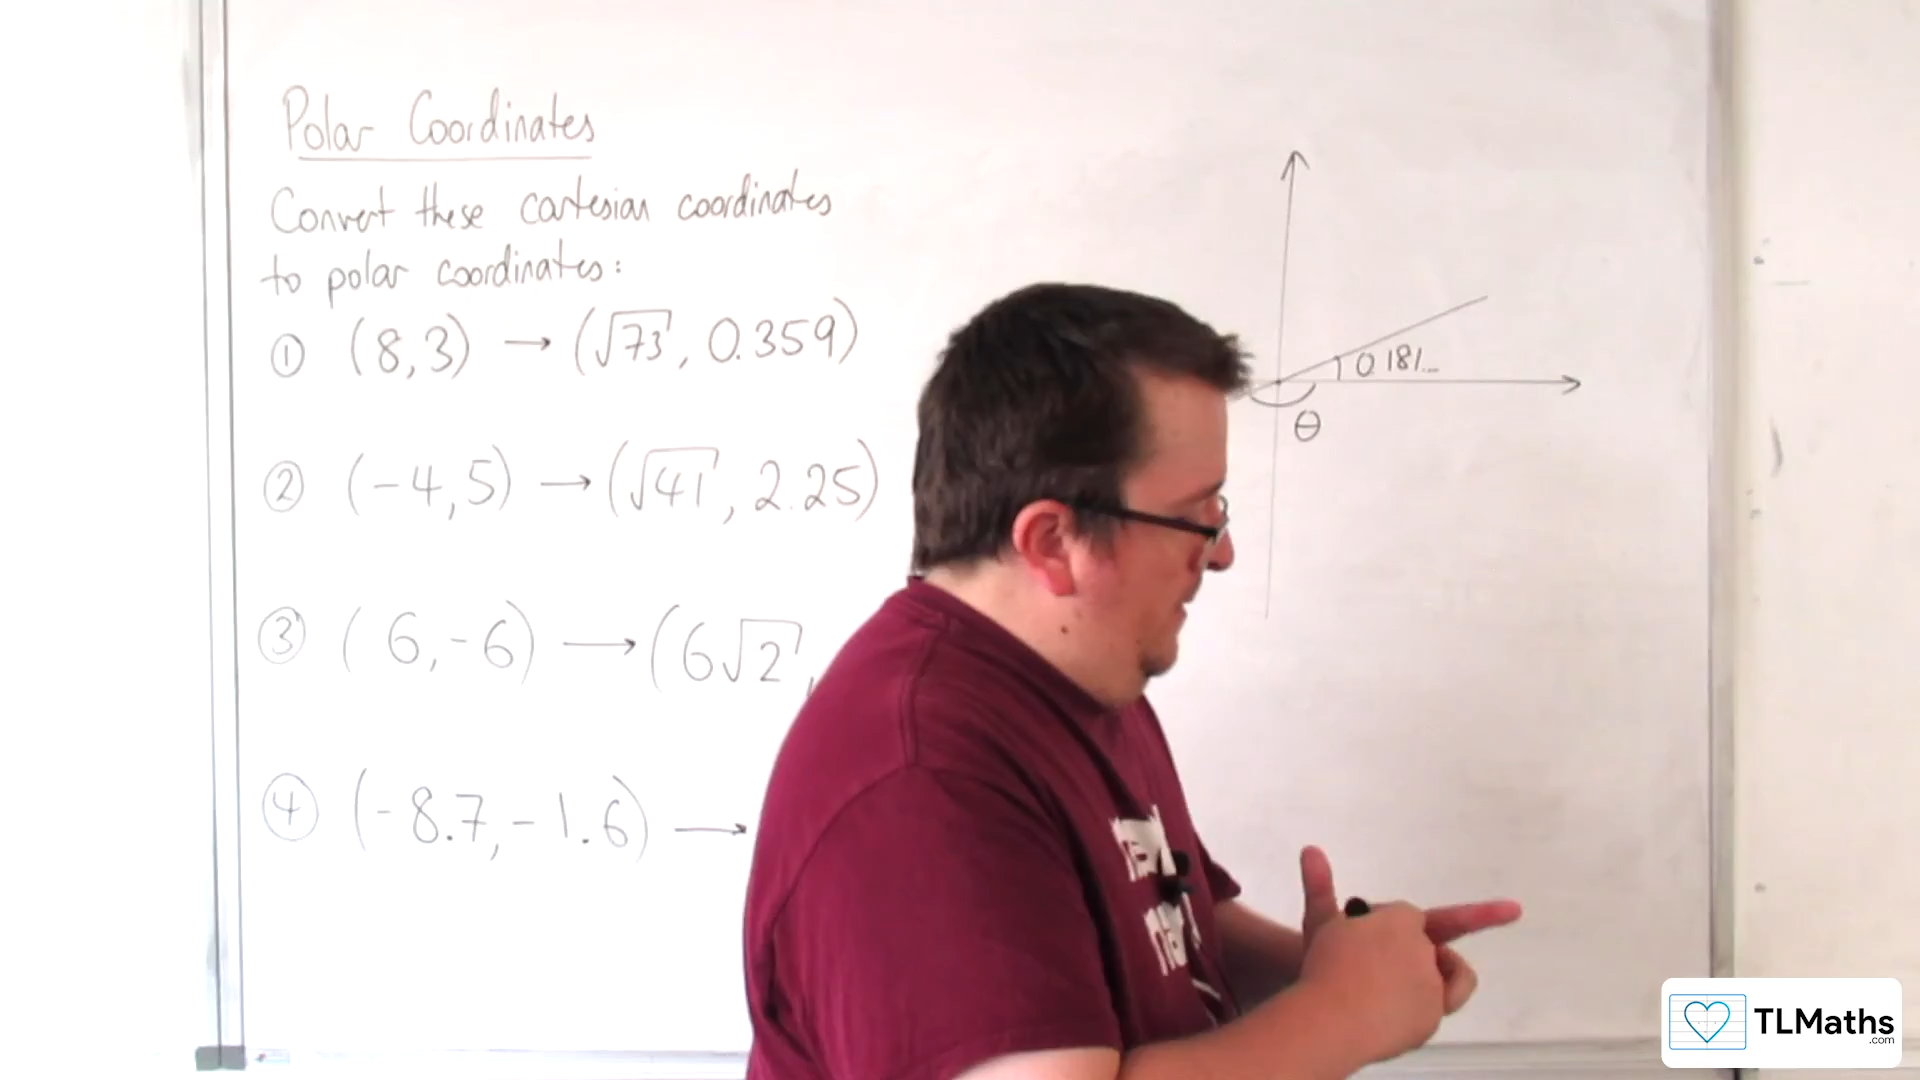 Polar Coordinates
Convert these cartesian coordinates
to polar coordinates:
① (8,3) → (√73, 0.359)
② (-4,5) → (√41, 2.25)
③ (6,-6) → (6√2,
④ (-8.7,-1.6) →
0.181...
θ
TLMaths
.com